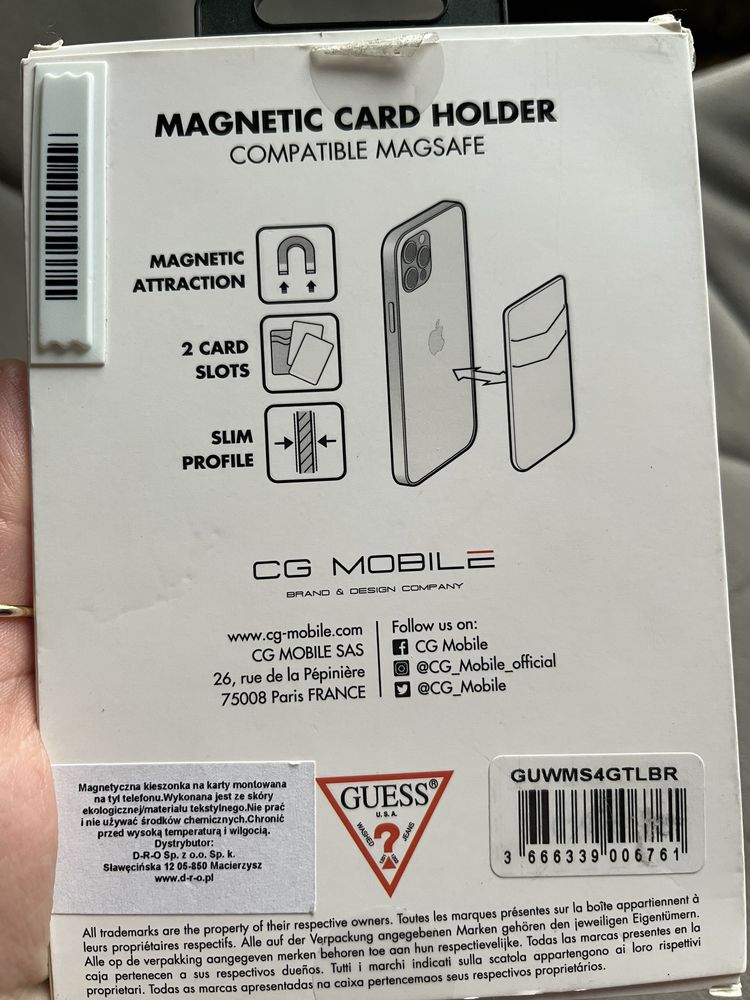 MAGNETIC CARD HOLDER
COMPATIBLE MAGSAFE
MAGNETIC
ATTRACTION
2 CARD
SLOTS
SLIM
PROFILE
CG MOBILE
BRAND & DESIGN COMPANY
www.cg-mobile.com
CG MOBILE SAS
26, rue de la Pépinière
75008 Paris FRANCE
Follow us on:
CG Mobile
@CG_Mobile_official
@CG_Mobile
Magnetyczna kieszonka na karty montowana
na tył telefonu.Wykonana jest ze skóry
ekologicznej/materiału tekstylnego.Nie prać
i nie używać środków chemicznych.Chronić
przed wysoką temperaturą i wilgocią.
Dystrybutor:
D-R-O Sp. z o.o. Sp. k.
Sławęcińska 12 05-850 Macierzysz
www.d-r-o.pl
GUESS®
U.S.A.
WASHED
JEANS
?
GUWMS4GTLBR
3 666339 006761
All trademarks are the property of their respective owners. Toutes les marques présentes sur la boîte appartiennent à
leurs propriétaires respectifs. Alle auf der Verpackung angegebenen Marken gehören den jeweiligen Eigentümern.
Alle op de verpakking aangegeven merken behoren toe aan hun respectievelijke. Todas las marcas presentes en la
caja pertenecen a sus respectivos dueños. Tutti i marchi indicati sulla scatola appartengono ai loro rispettivi
proprietari. Todas as marcas apresentadas na caixa pertencemaos seus respectivos proprietários.